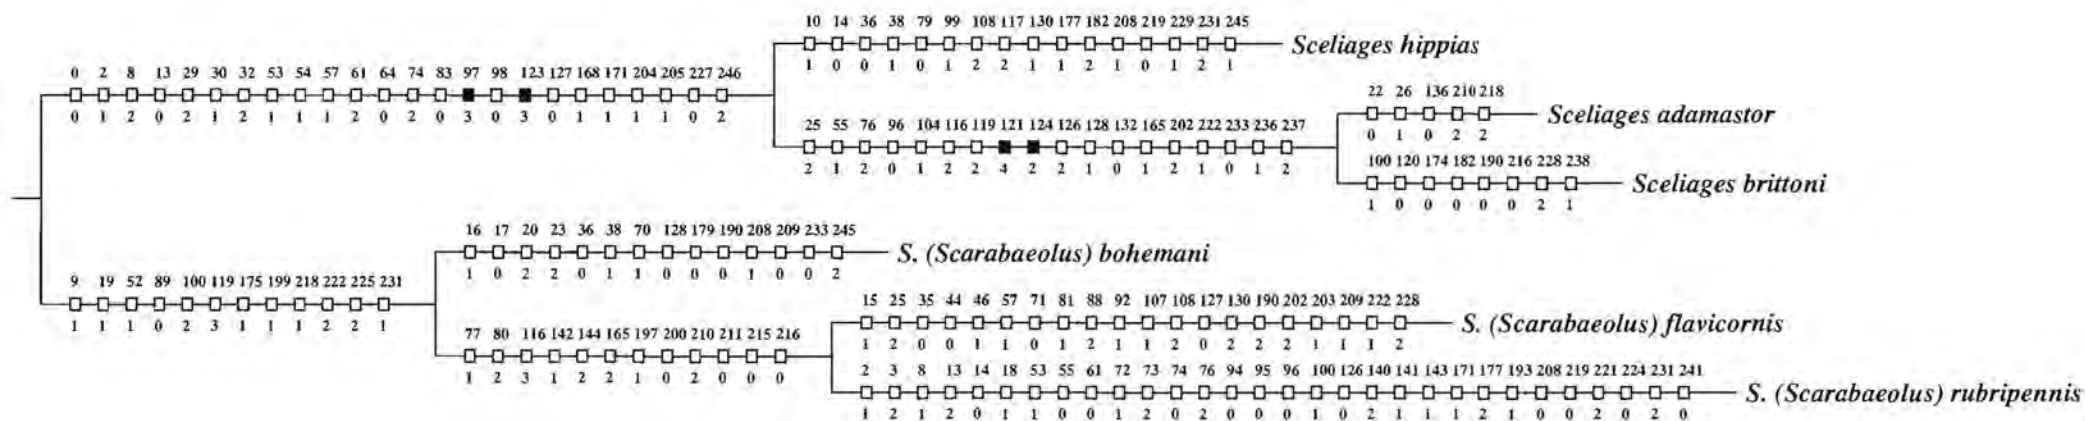 10 14 36 38 79 99 108 117 130 177 182 208 219 229 231 245
Sceliages hippias
1 0 0 1 0 1 2 2 1 1 2 1 0 1 2 1
0 2 8 13 29 30 32 53 54 57 61 64 74 83 97 98 123 127 168 171 204 205 227 246
0 1 2 0 2 1 2 1 1 1 2 0 2 0 3 0 3 0 1 1 1 1 0 2
22 26 136 210 218
Sceliages adamastor
0 1 0 2 2
25 55 76 96 104 116 119 121 124 126 128 132 165 202 222 233 236 237
2 1 2 0 1 2 2 4 2 2 1 0 1 2 1 0 1 2
100 120 174 182 190 216 228 238
Sceliages brittoni
1 0 0 0 0 0 2 1
16 17 20 23 36 38 70 128 179 190 208 209 233 245
S. (Scarabaeolus) bohemani
1 0 2 2 0 1 1 0 0 0 1 0 0 2
9 19 52 89 100 119 175 199 218 222 225 231
1 1 1 0 2 3 1 1 1 2 2 1
15 25 35 44 46 57 71 81 88 92 107 108 127 130 190 202 203 209 222 228
S. (Scarabaeolus) flavicornis
1 2 0 0 1 1 0 1 2 1 1 2 0 2 2 2 1 1 1 2
77 80 116 142 144 165 197 200 210 211 215 216
1 2 3 1 2 2 1 0 2 0 0 0
2 3 8 13 14 18 53 55 61 72 73 74 76 94 95 96 100 126 140 141 143 171 177 193 208 219 221 224 231 241
S. (Scarabaeolus) rubripennis
1 2 1 2 0 1 1 0 0 1 2 0 2 0 0 0 1 0 2 1 1 1 2 1 0 0 2 0 2 0